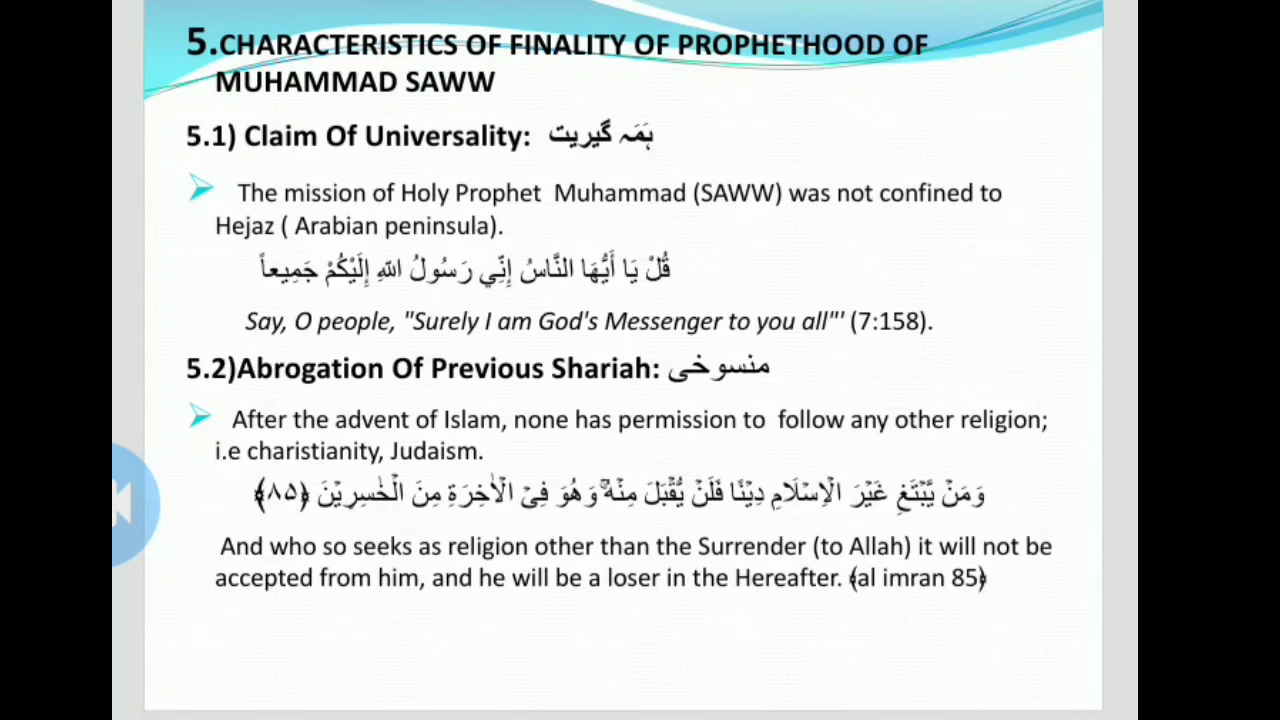 5.CHARACTERISTICS OF FINALITY OF PROPHETHOOD OF
MUHAMMAD SAWW
5.1) Claim Of Universality: ہَمَہ گیریت
The mission of Holy Prophet Muhammad (SAWW) was not confined to
Hejaz ( Arabian peninsula).
قُلْ يَا أَيُّهَا النَّاسُ إِنِّي رَسُولُ اللّهِ إِلَيْكُمْ جَمِيعاً
Say, O people, "Surely I am God's Messenger to you all"' (7:158).
5.2)Abrogation Of Previous Shariah: منسوخی
After the advent of Islam, none has permission to follow any other religion;
i.e charistianity, Judaism.
وَمَنْ يَّبْتَغِ غَيْرَ الْاِسْلَامِ دِيْنًا فَلَنْ يُّقْبَلَ مِنْهُ ۚ وَهُوَ فِى الْاٰخِرَةِ مِنَ الْخٰسِرِيْنَ ﴿۸۵﴾
And who so seeks as religion other than the Surrender (to Allah) it will not be
accepted from him, and he will be a loser in the Hereafter. ﴾al imran 85﴿